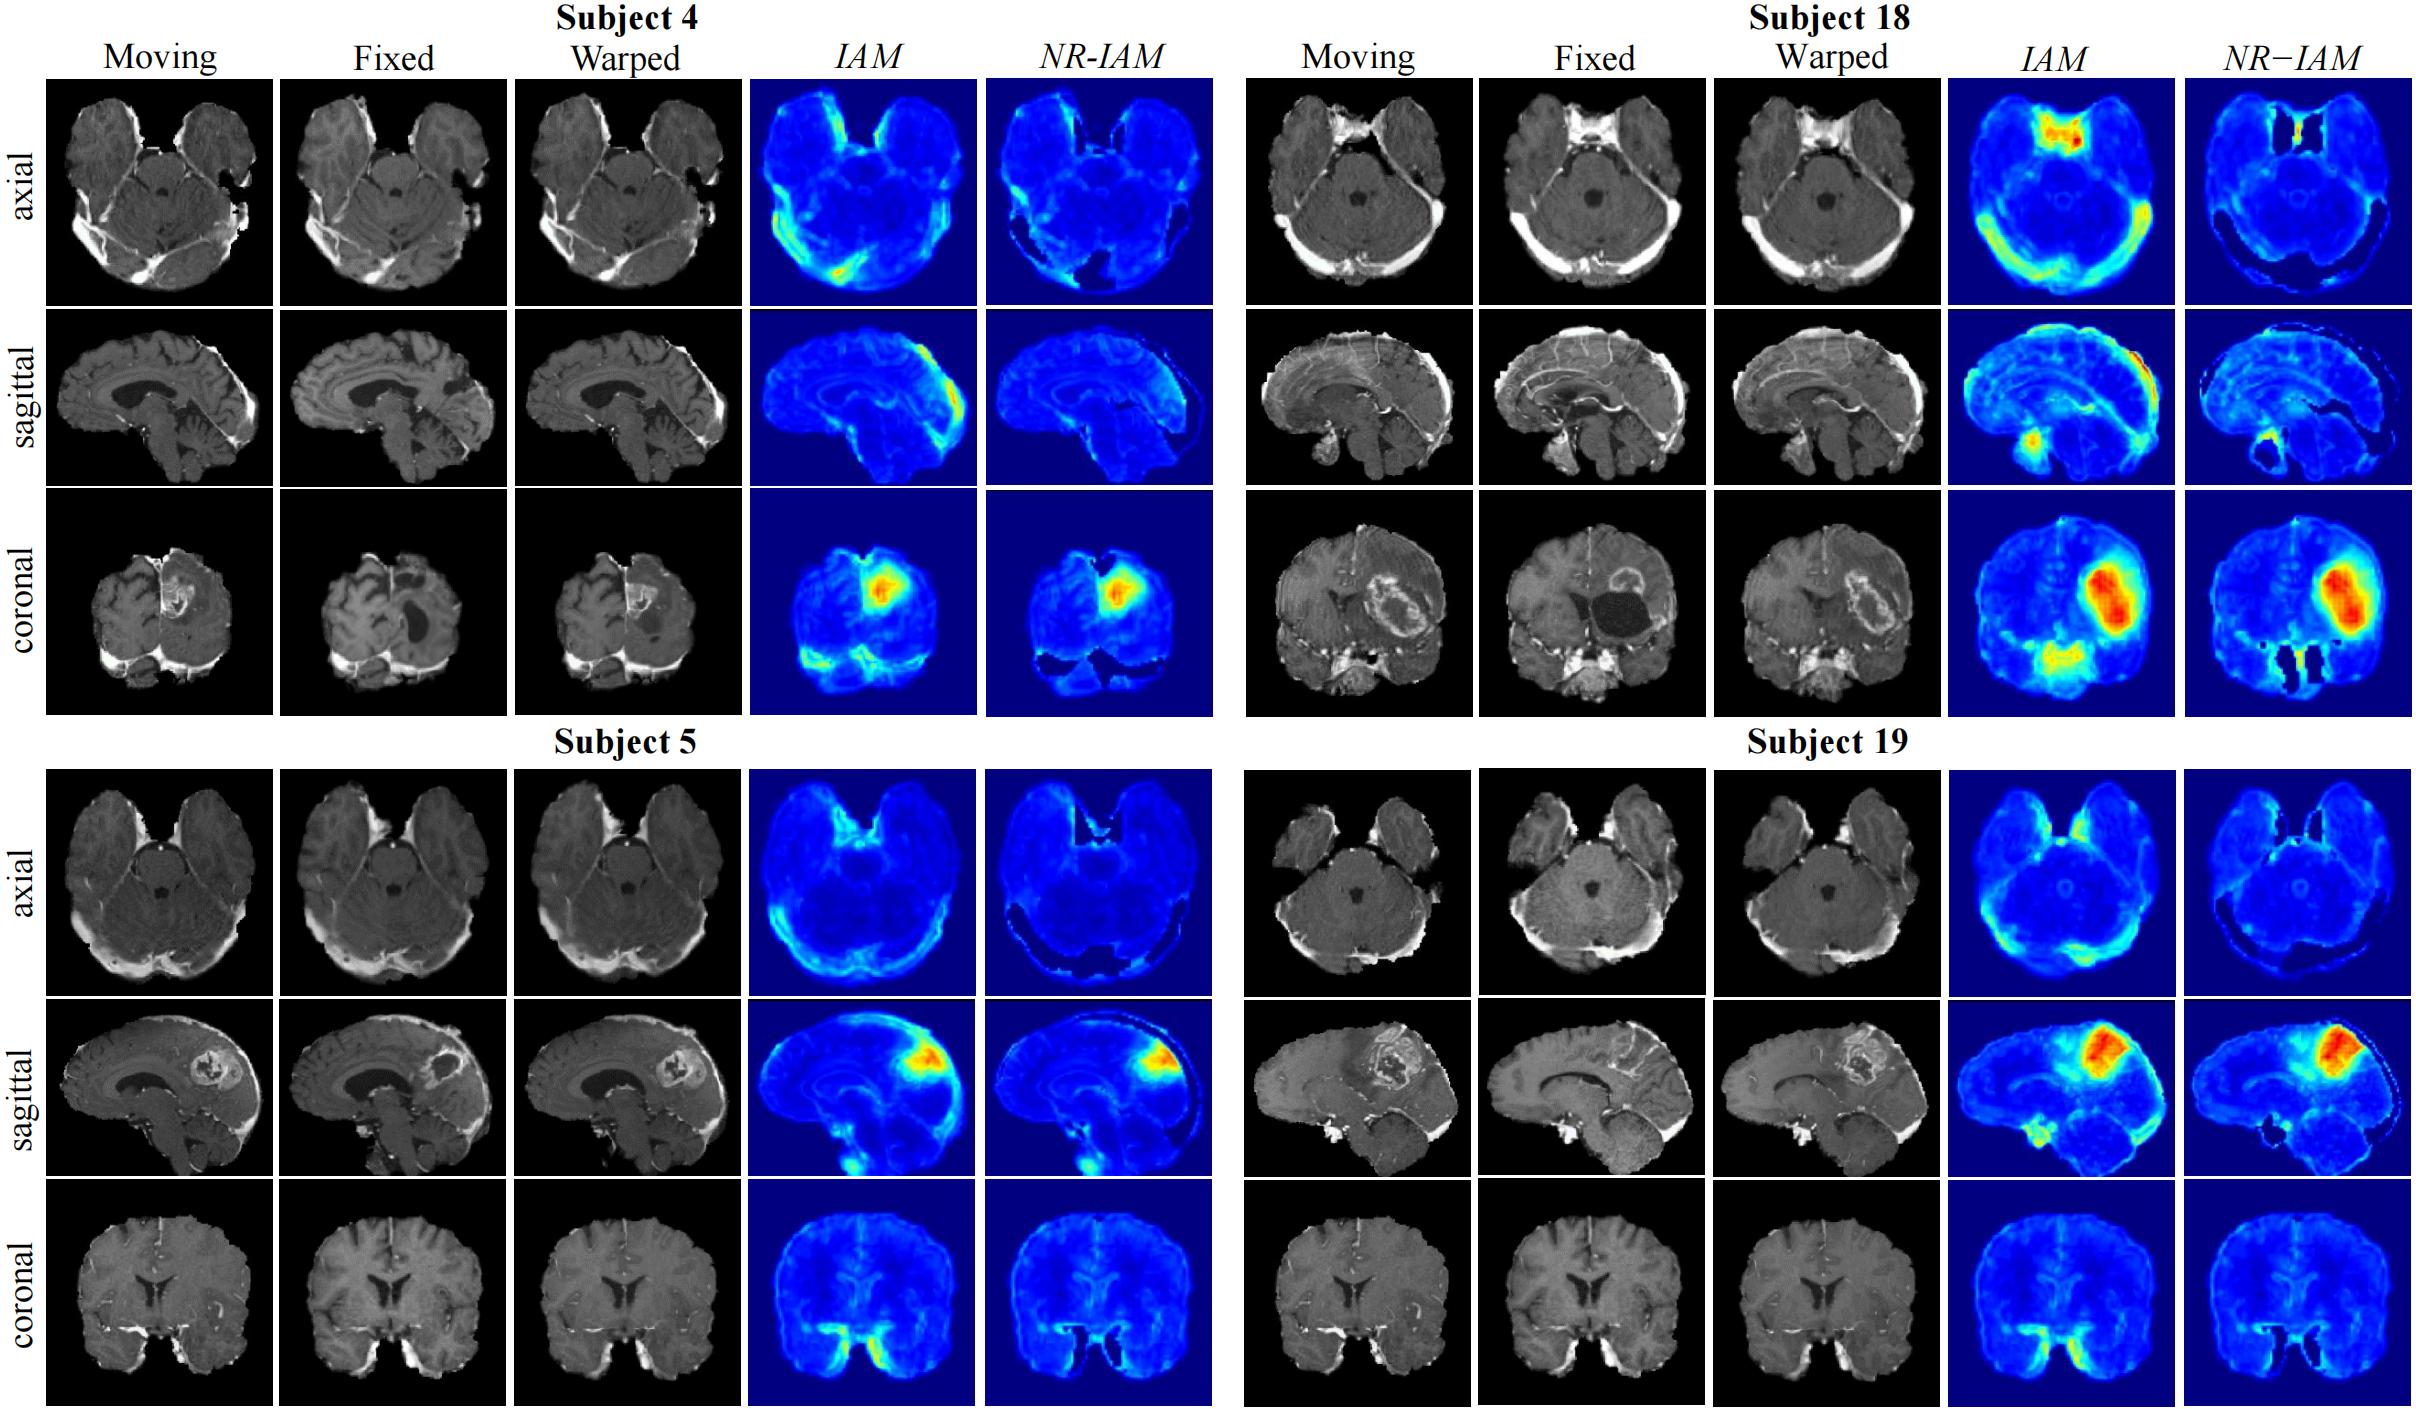 Subject 4
Moving Fixed Warped IAM NR-IAM
axial
sagittal
coronal
Subject 18
Moving Fixed Warped IAM NR−IAM
Subject 5
axial
sagittal
coronal
Subject 19